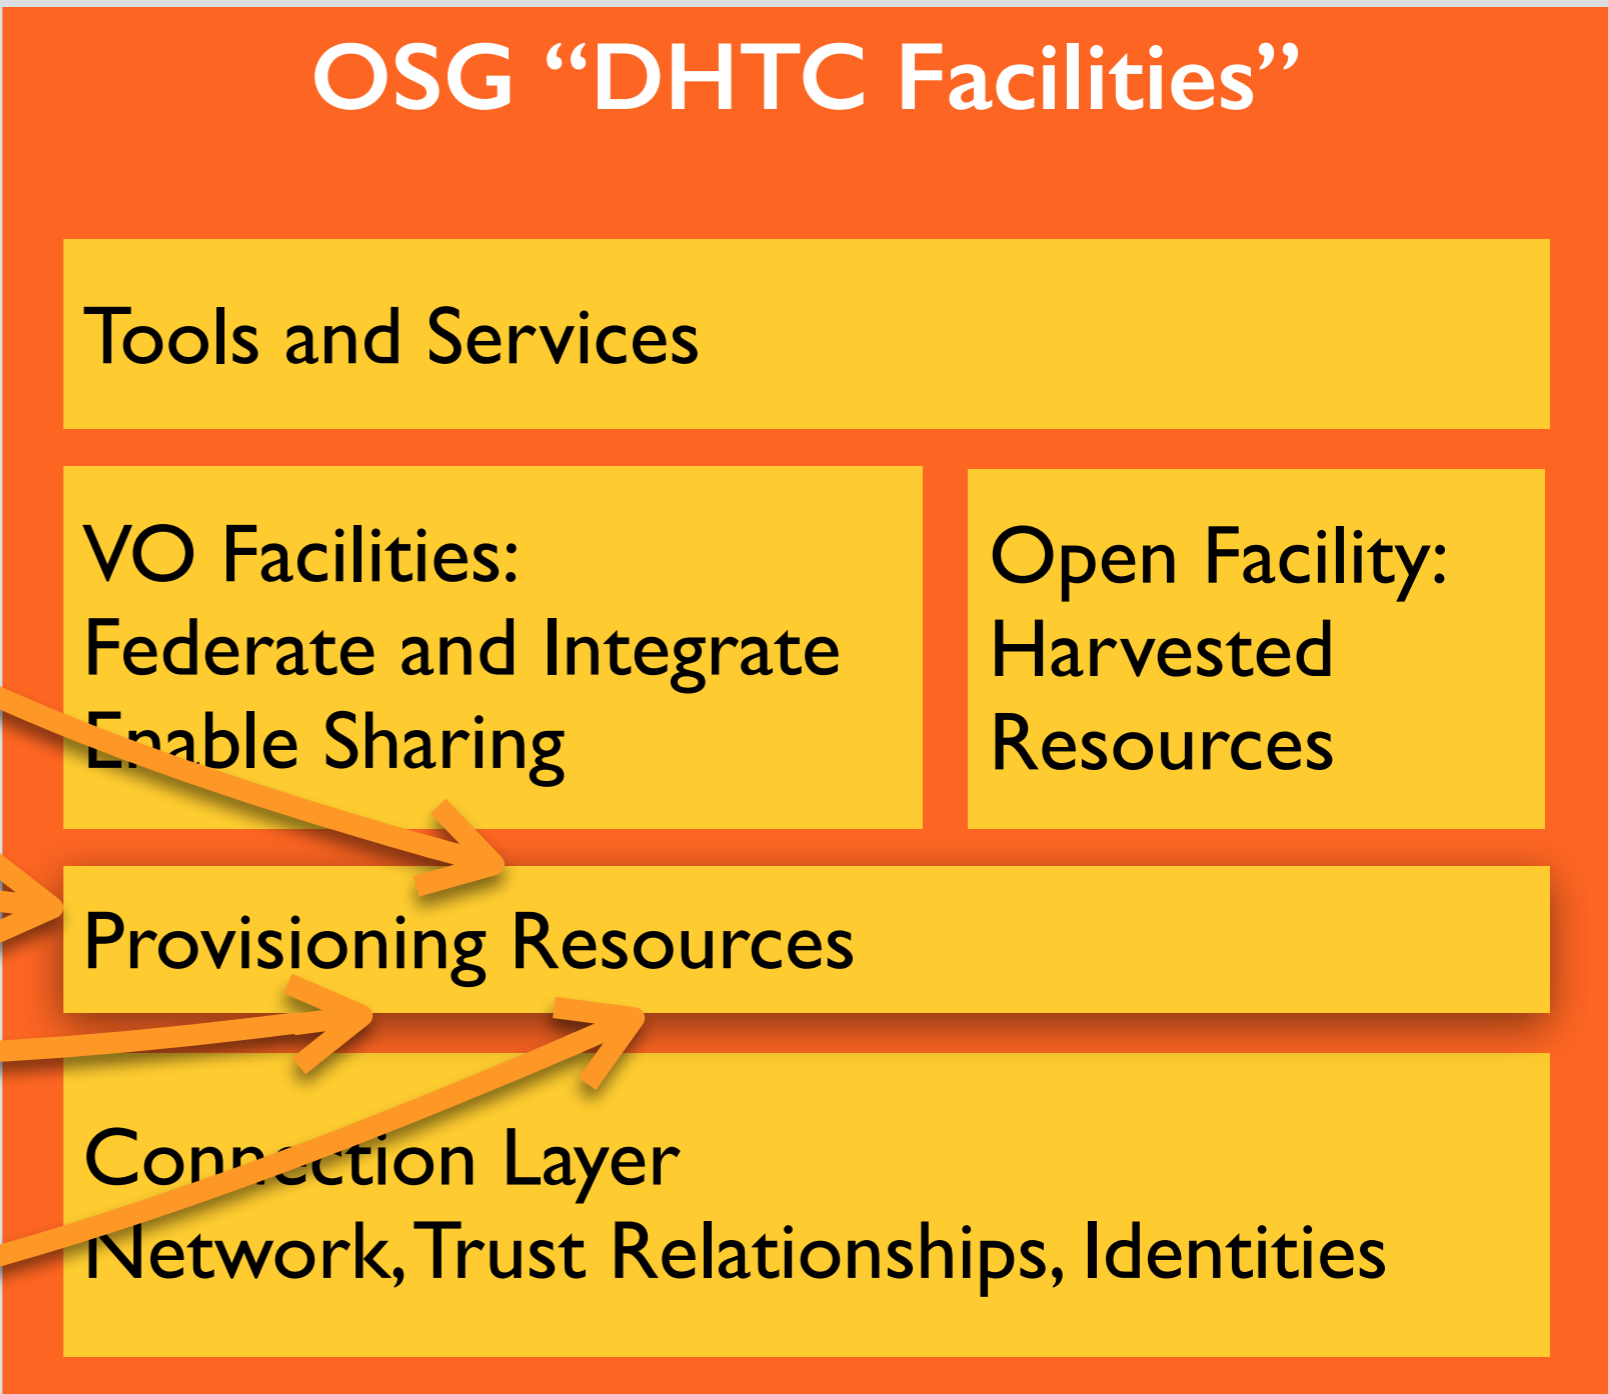 OSG “DHTC Facilities”
Tools and Services
VO Facilities:
Federate and Integrate
Enable Sharing
Open Facility:
Harvested
Resources
Provisioning Resources
Connection Layer
Network, Trust Relationships, Identities